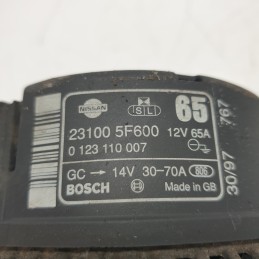 NISSAN
SL
65
23100 5F600 12V 65A
0 123 110 007
GC → 14V 30-70A 806
BOSCH Made in GB
30/97 767